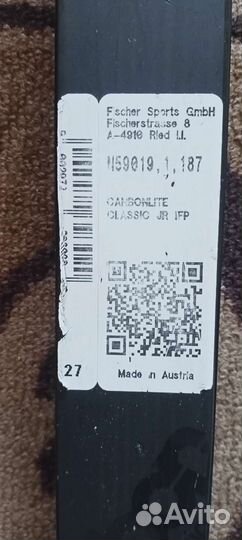 Fischer Sports GmbH
Fischerstrasse 8
A-4910 Ried I.I.
N59019,1,187
CARBONLITE
CLASSIC JR IFP
27
Made in Austria
Avito